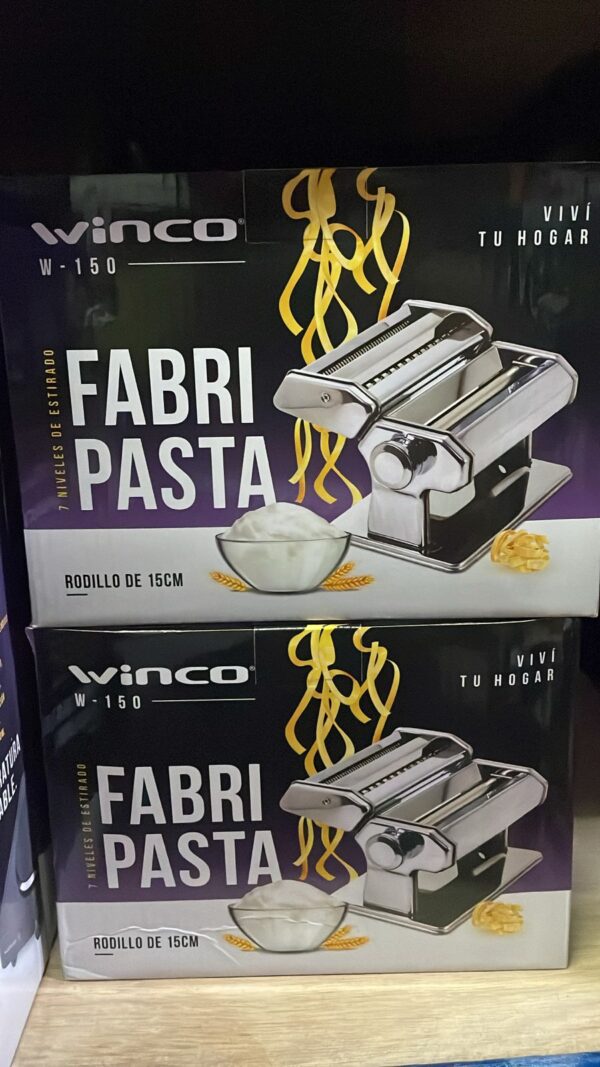 Winco®
W-150
VIVÍ
TU HOGAR
7 NIVELES DE ESTIRADO
FABRI
PASTA
RODILLO DE 15CM
Winco®
W-150
VIVÍ
TU HOGAR
7 NIVELES DE ESTIRADO
FABRI
PASTA
RODILLO DE 15CM